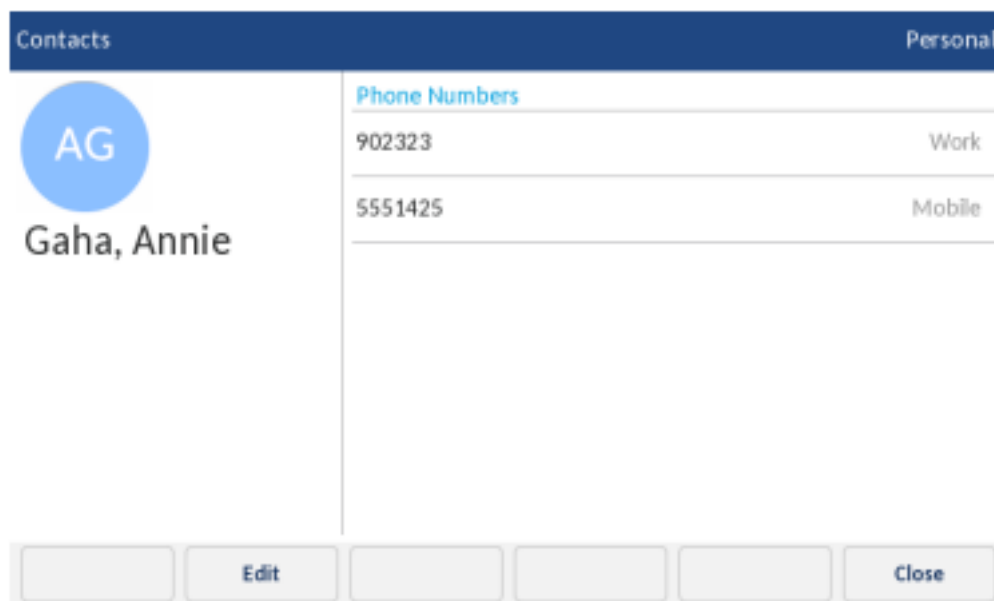 Contacts Personal
AG
Gaha, Annie
Phone Numbers
902323 Work
5551425 Mobile
Edit Close